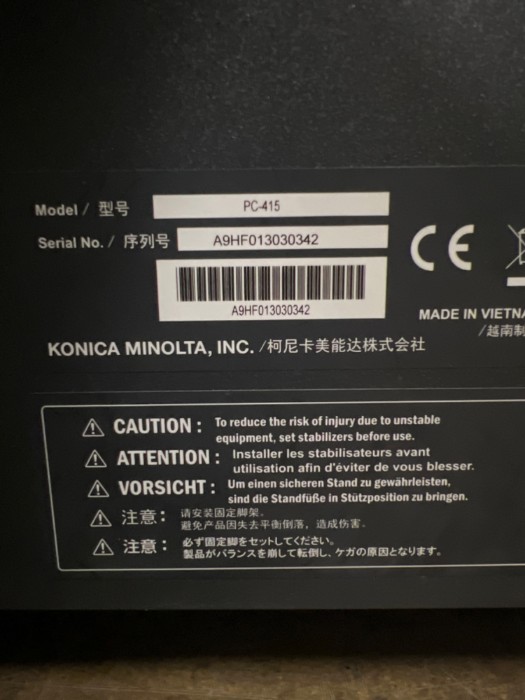 Model / 型号 PC-415
Serial No. / 序列号 A9HF013030342
A9HF013030342
CE
MADE IN VIETNA
/越南制
KONICA MINOLTA, INC. /柯尼卡美能达株式会社
CAUTION : To reduce the risk of injury due to unstable
equipment, set stabilizers before use.
ATTENTION : Installer les stabilisateurs avant
utilisation afin d'éviter de vous blesser.
VORSICHT : Um einen sicheren Stand zu gewährleisten,
sind die Standfüße in Stützposition zu bringen.
注意： 请安装固定脚架。
避免产品因失去平衡倒落，造成伤害。
注意： 必ず固定脚をセットしてください。
製品がバランスを崩して転倒し、ケガの原因となります。